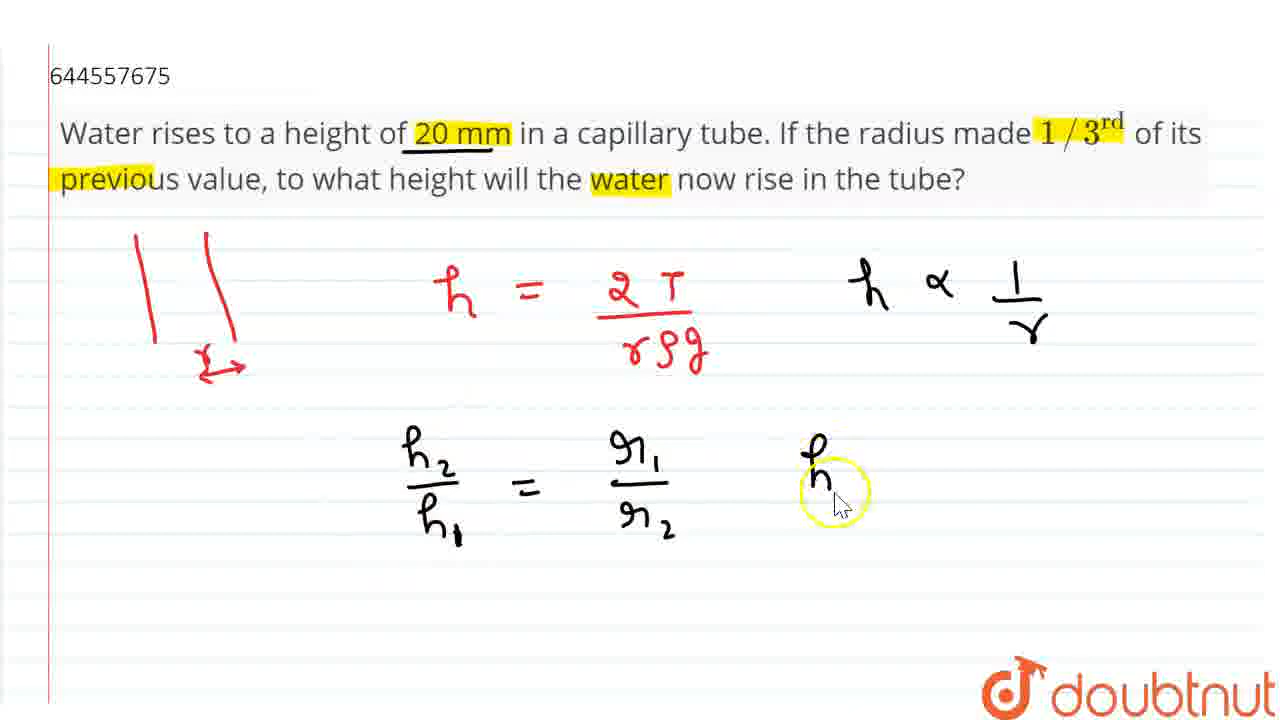 644557675
Water rises to a height of 20 mm in a capillary tube. If the radius made 1 / 3rd of its
previous value, to what height will the water now rise in the tube?
h = 2 T / r ρ g
h ∝ 1 / r
r
h2 / h1 = r1 / r2
h
doubtnut